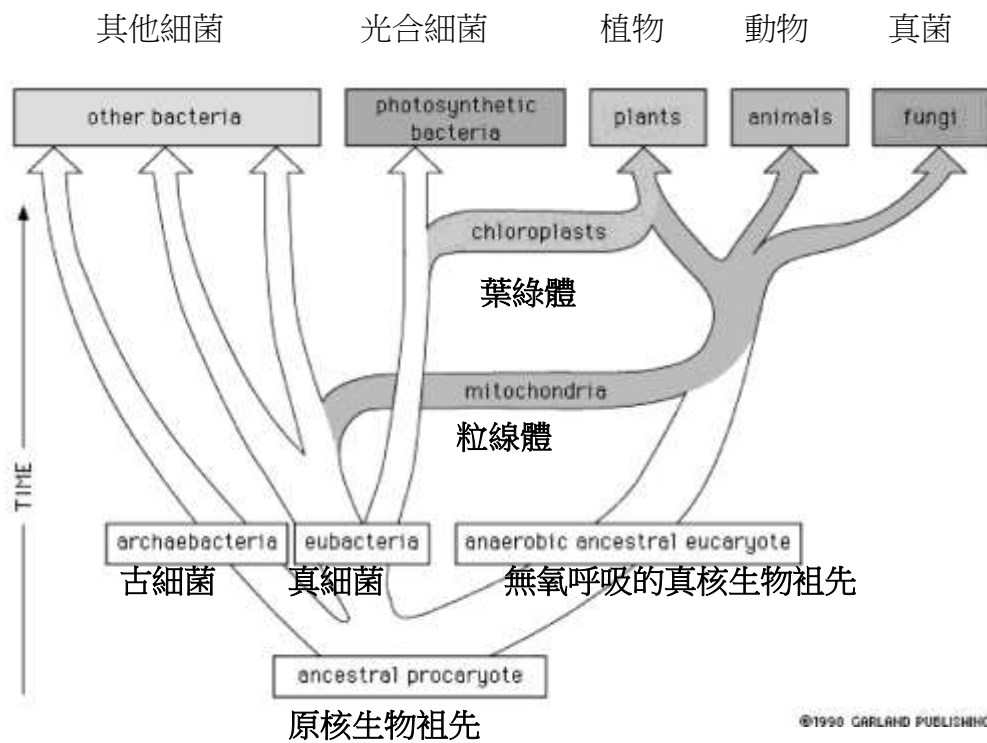 其他細菌 光合細菌 植物 動物 真菌
other bacteria
photosynthetic
bacteria
plants
animals
fungi
chloroplasts
葉綠體
mitochondria
粒線體
TIME
archaebacteria
古細菌
eubacteria
真細菌
anaerobic ancestral eucaryote
無氧呼吸的真核生物祖先
ancestral procaryote
原核生物祖先
©1998 GARLAND PUBLISHING